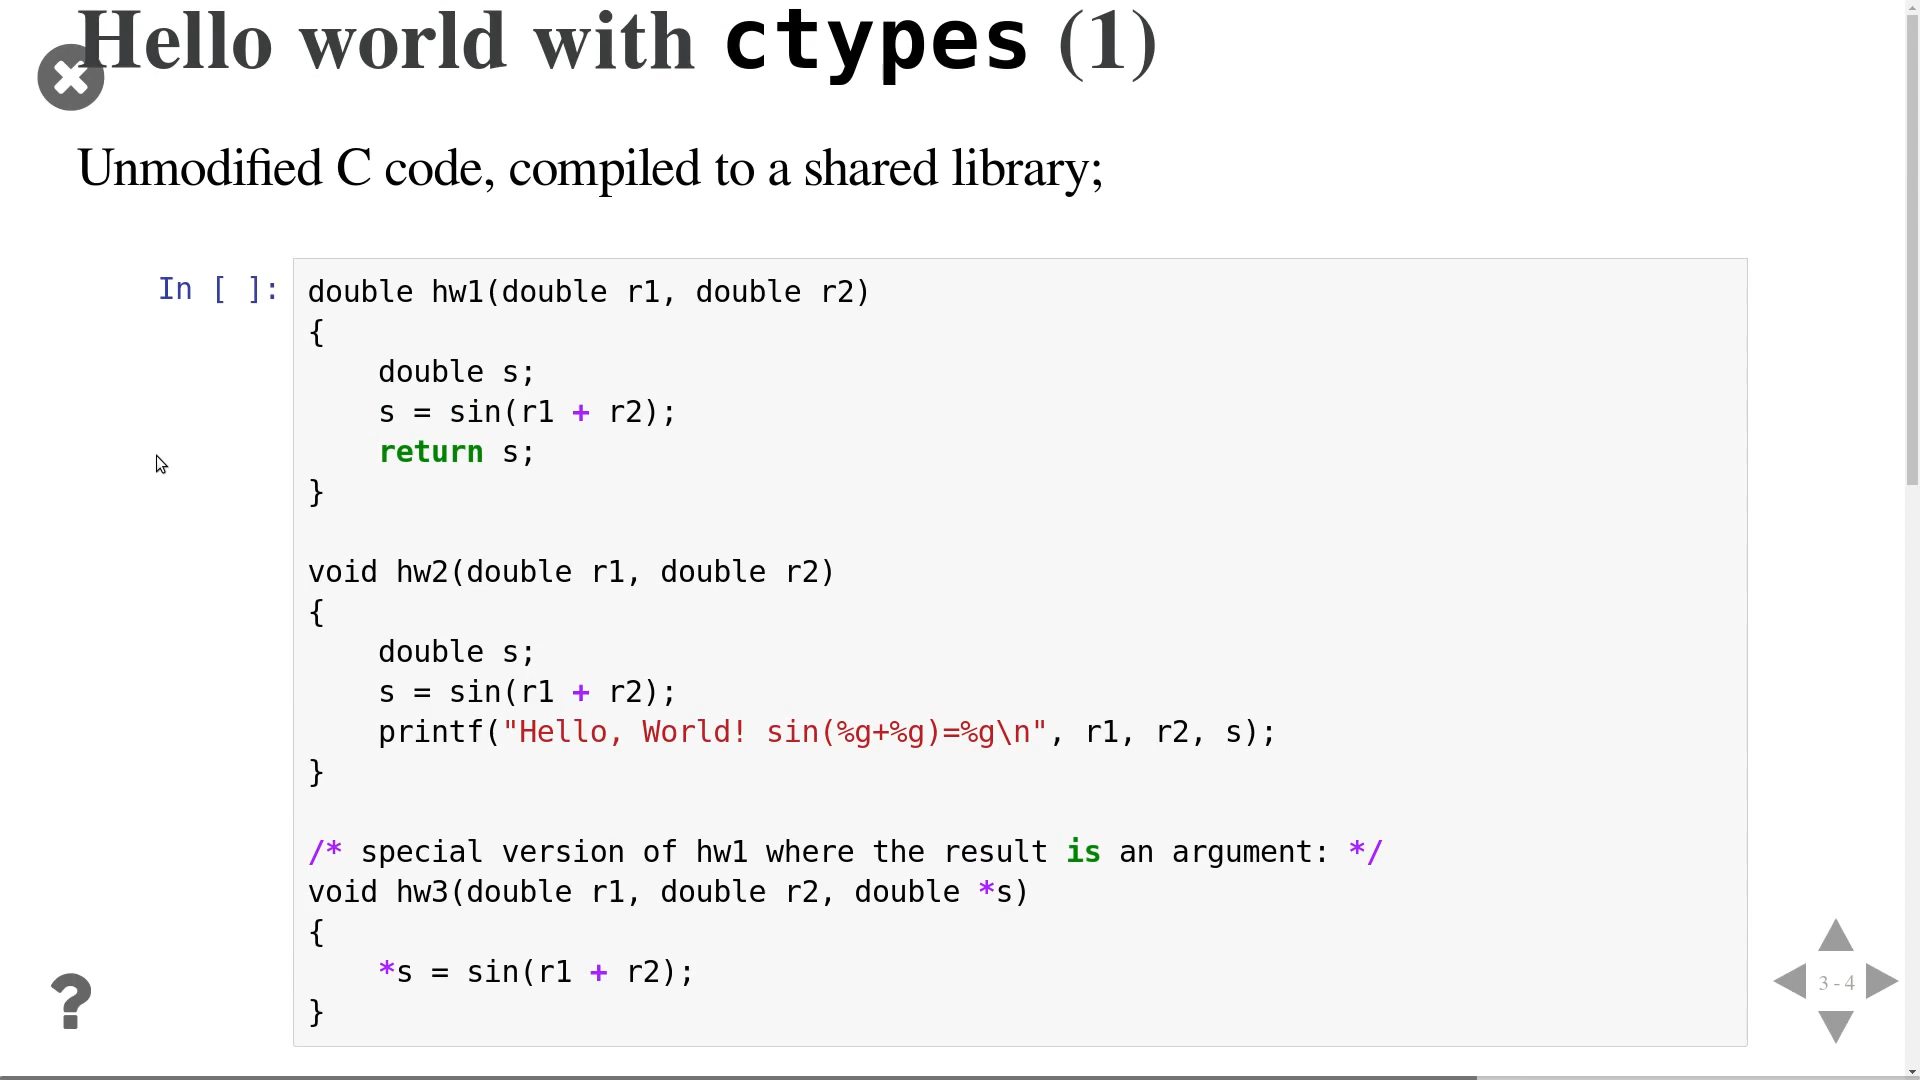 Hello world with ctypes (1)
Unmodified C code, compiled to a shared library;
In [ ]:
double hw1(double r1, double r2)
{
    double s;
    s = sin(r1 + r2);
    return s;
}

void hw2(double r1, double r2)
{
    double s;
    s = sin(r1 + r2);
    printf("Hello, World! sin(%g+%g)=%g\n", r1, r2, s);
}

/* special version of hw1 where the result is an argument: */
void hw3(double r1, double r2, double *s)
{
    *s = sin(r1 + r2);
}
?
3 - 4